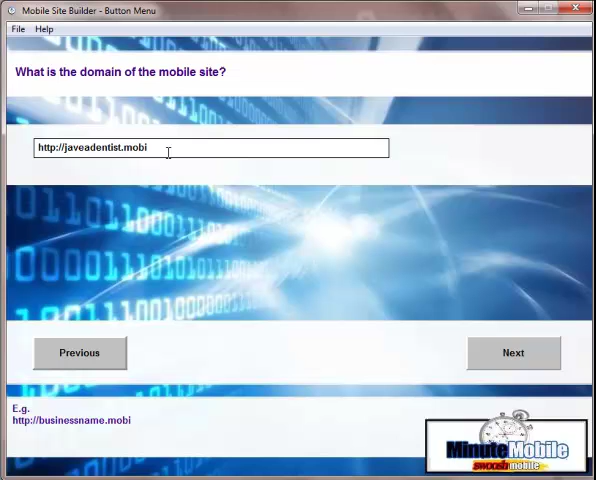 Mobile Site Builder - Button Menu
File Help
What is the domain of the mobile site?
http://javeadentist.mobi
Previous
Next
E.g.
http://businessname.mobi
MinuteMobile
swooshmobile